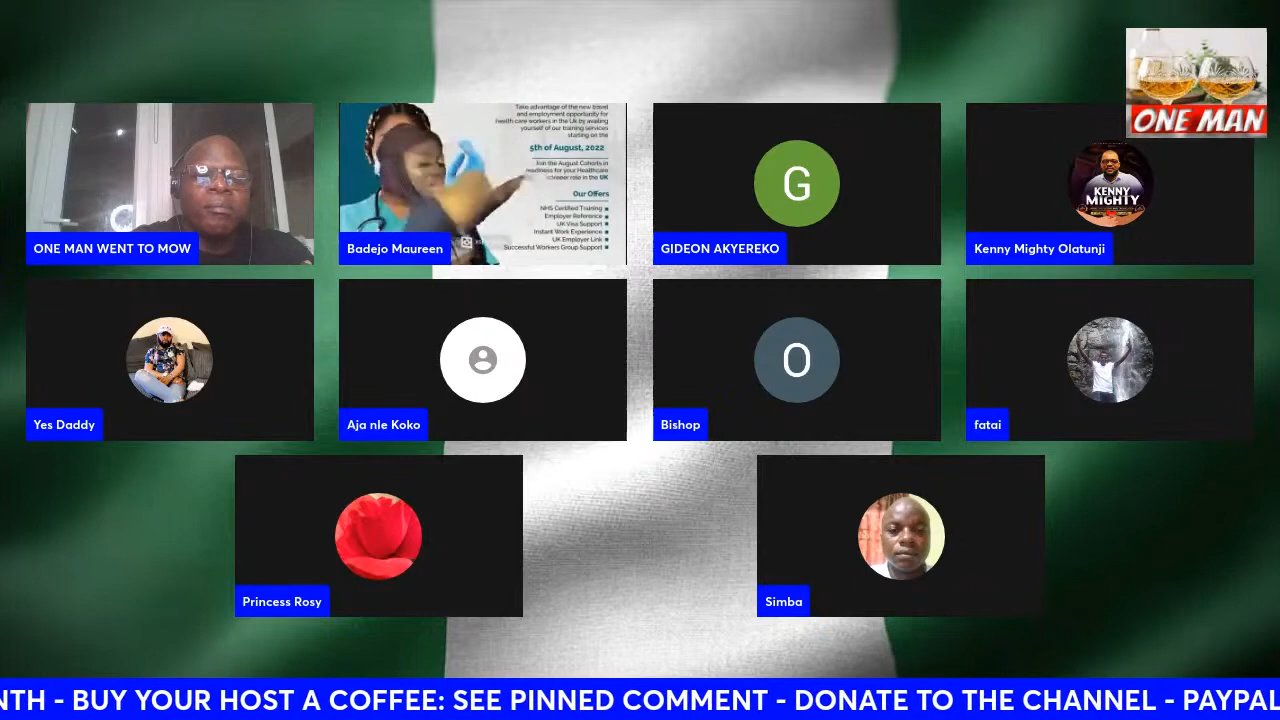 ONE MAN
ONE MAN WENT TO MOW
Take advantage of the new travel
and employment opportunity for
health care workers in the Uk by availing
yourself of our training services
starting on the
5th of August, 2022
Join the August Cohorts in
readiness for your Healthcare
career role in the UK
Our Offers
NHS Certified Training
Employer Reference
UK Visa Support
Instant Work Experience
UK Employer Link
Successful Workers Group Support
Badejo Maureen
G
GIDEON AKYEREKO
KENNY
MIGHTY
Kenny Mighty Olatunji
Yes Daddy
Aja nle Koko
O
Bishop
fatai
Princess Rosy
Simba
NTH - BUY YOUR HOST A COFFEE: SEE PINNED COMMENT - DONATE TO THE CHANNEL - PAYPAL